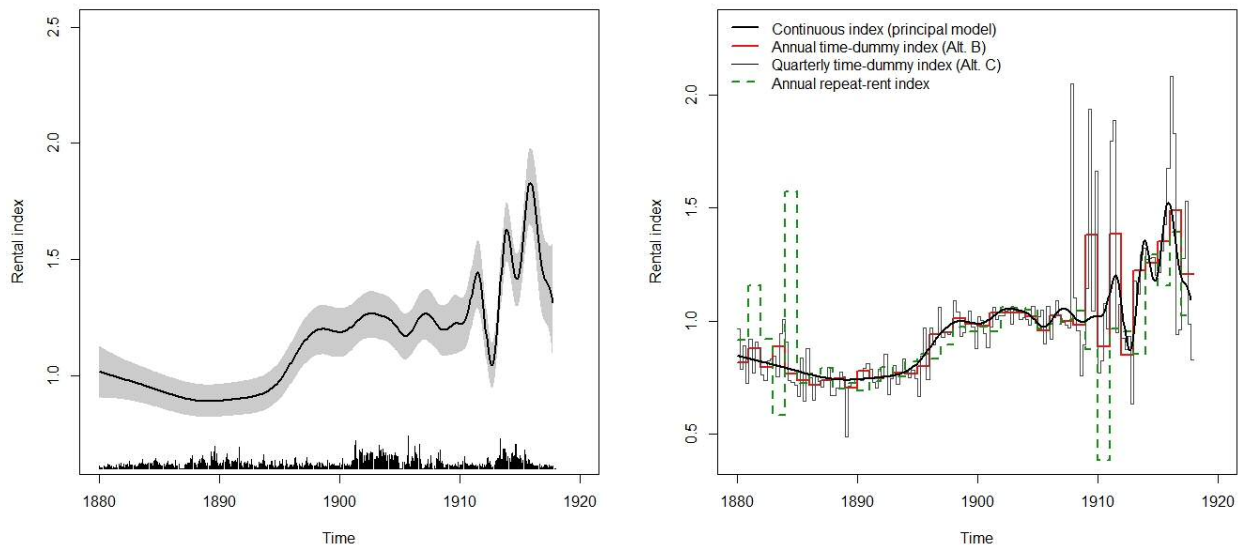 2.5
2.0
1.5
1.0
Rental index
1880
1890
1900
1910
1920
Time
Continuous index (principal model)
Annual time-dummy index (Alt. B)
Quarterly time-dummy index (Alt. C)
Annual repeat-rent index
2.0
1.5
1.0
0.5
Rental index
1880
1890
1900
1910
1920
Time